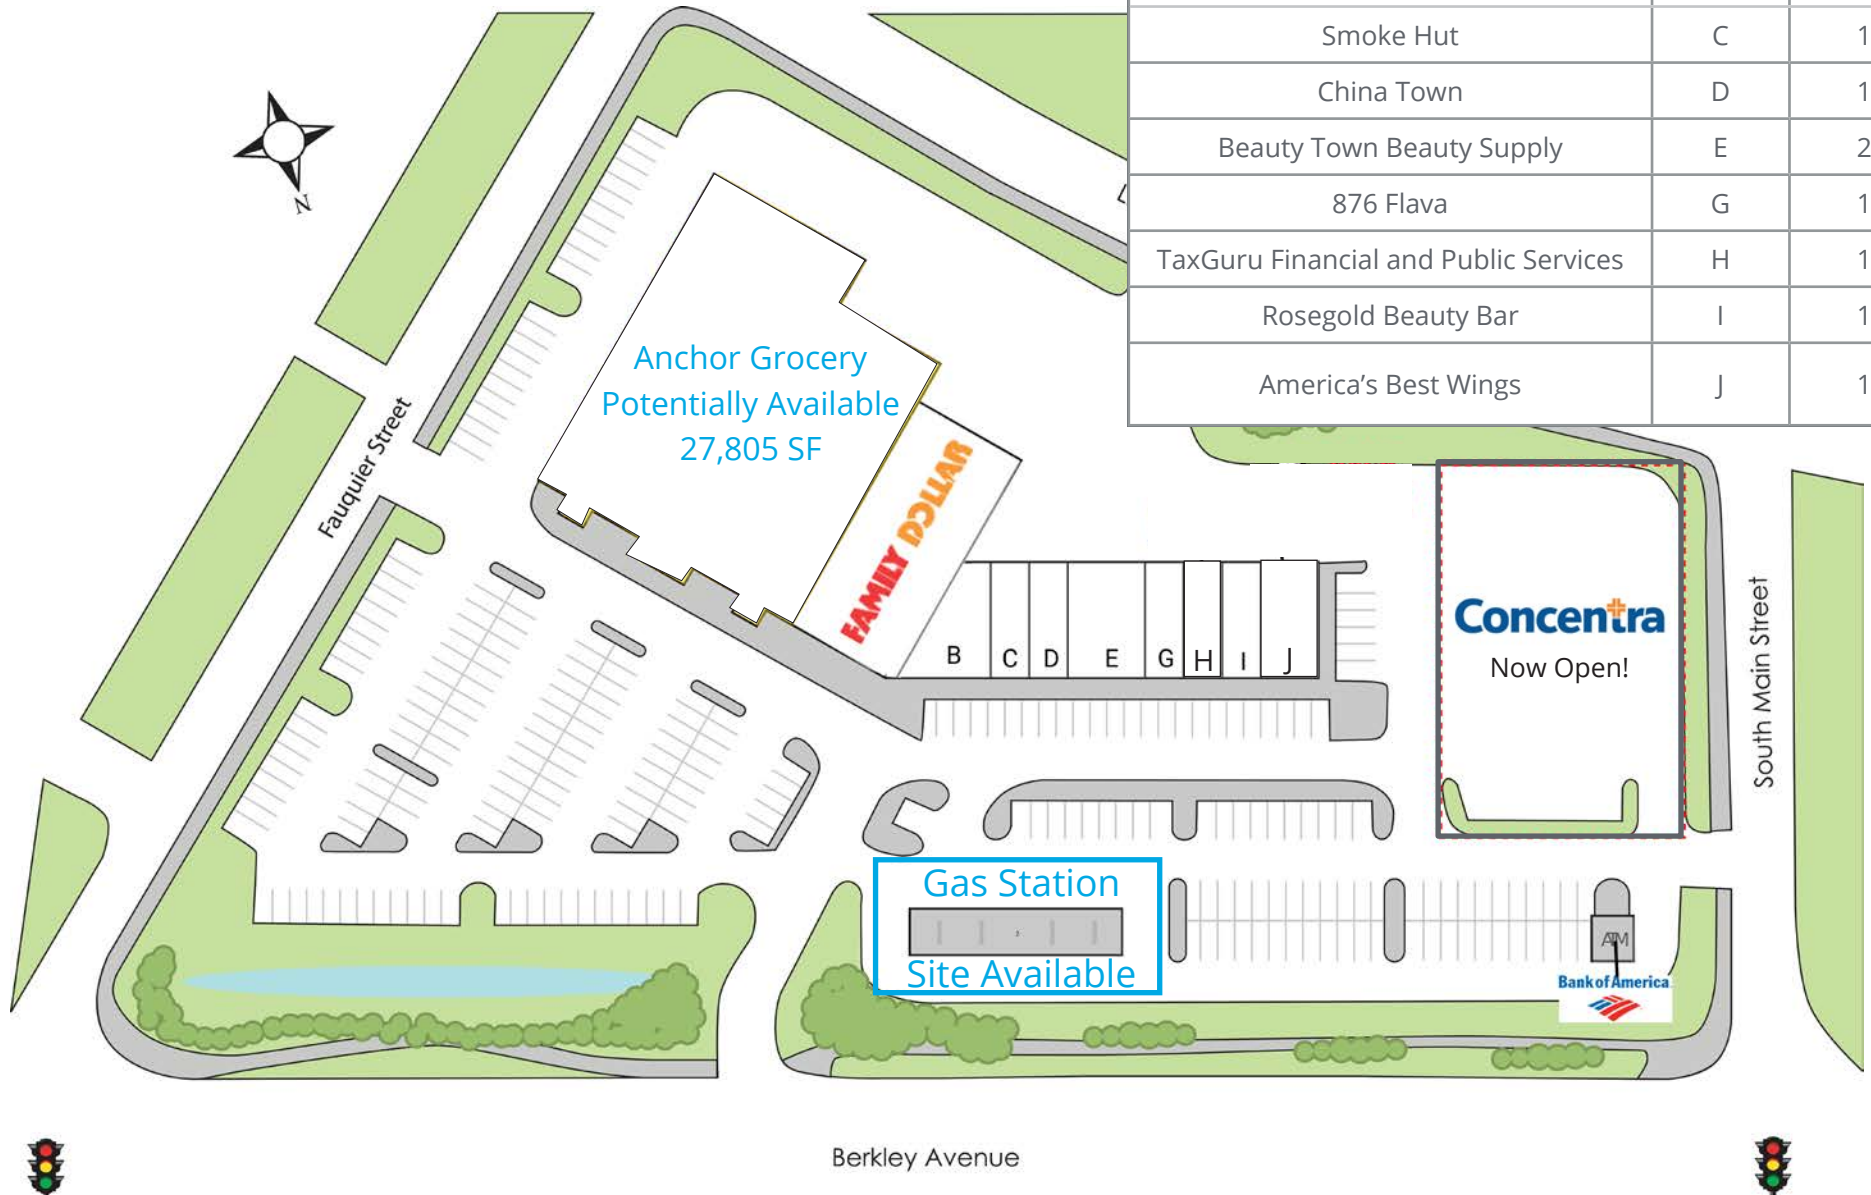 Smoke Hut C 1
China Town D 1
Beauty Town Beauty Supply E 2
876 Flava G 1
TaxGuru Financial and Public Services H 1
Rosegold Beauty Bar I 1
America's Best Wings J 1
N
Anchor Grocery
Potentially Available
27,805 SF
Fauquier Street
FAMILY DOLLAR
B C D E G H I J
Concentra
Now Open!
South Main Street
Gas Station
Site Available
ATM
Bank of America
Berkley Avenue